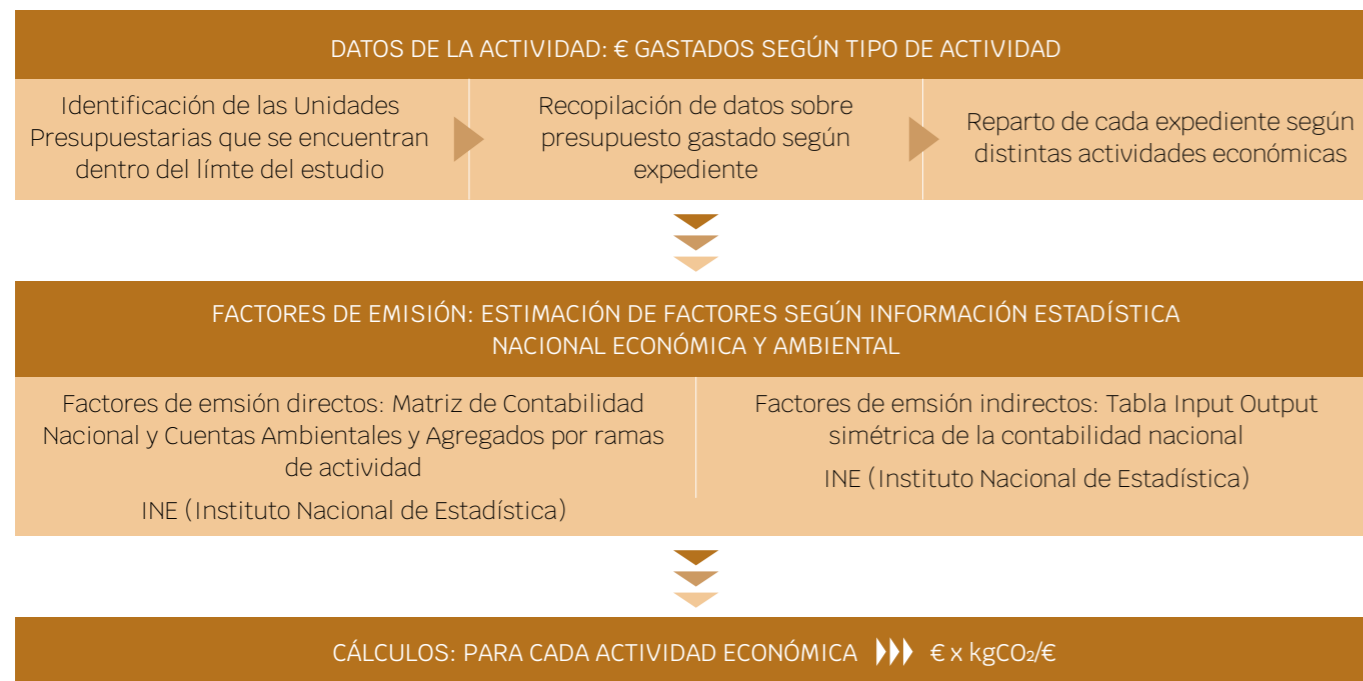 DATOS DE LA ACTIVIDAD: € GASTADOS SEGÚN TIPO DE ACTIVIDAD
Identificación de las Unidades
Presupuestarias que se encuentran
dentro del límte del estudio
Recopilación de datos sobre
presupuesto gastado según
expediente
Reparto de cada expediente según
distintas actividades económicas
FACTORES DE EMISIÓN: ESTIMACIÓN DE FACTORES SEGÚN INFORMACIÓN ESTADÍSTICA
NACIONAL ECONÓMICA Y AMBIENTAL
Factores de emsión directos: Matriz de Contabilidad
Nacional y Cuentas Ambientales y Agregados por ramas
de actividad
INE (Instituto Nacional de Estadística)
Factores de emsión indirectos: Tabla Input Output
simétrica de la contabilidad nacional
INE (Instituto Nacional de Estadística)
CÁLCULOS: PARA CADA ACTIVIDAD ECONÓMICA € x kgCO₂/€